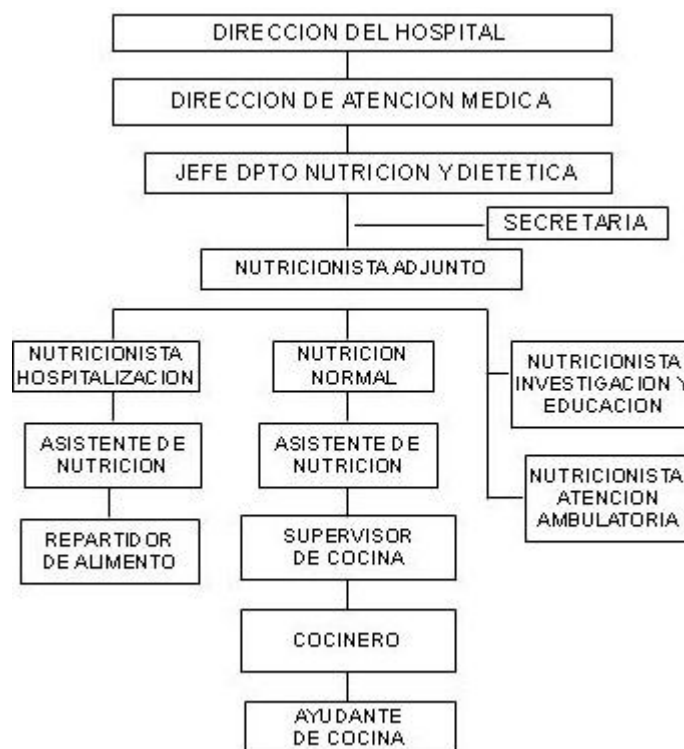 DIRECCION DEL HOSPITAL
DIRECCION DE ATENCION MEDICA
JEFE DPTO NUTRICION Y DIETETICA
SECRETARIA
NUTRICIONISTA ADJUNTO
NUTRICIONISTA
HOSPITALIZACION
ASISTENTE DE
NUTRICION
REPARTIDOR
DE ALIMENTO
NUTRICION
NORMAL
ASISTENTE DE
NUTRICION
SUPERVISOR
DE COCINA
COCINERO
AYUDANTE
DE COCINA
NUTRICIONISTA
INVESTIGACION Y
EDUCACION
NUTRICIONISTA
ATENCION
AMBULATORIA